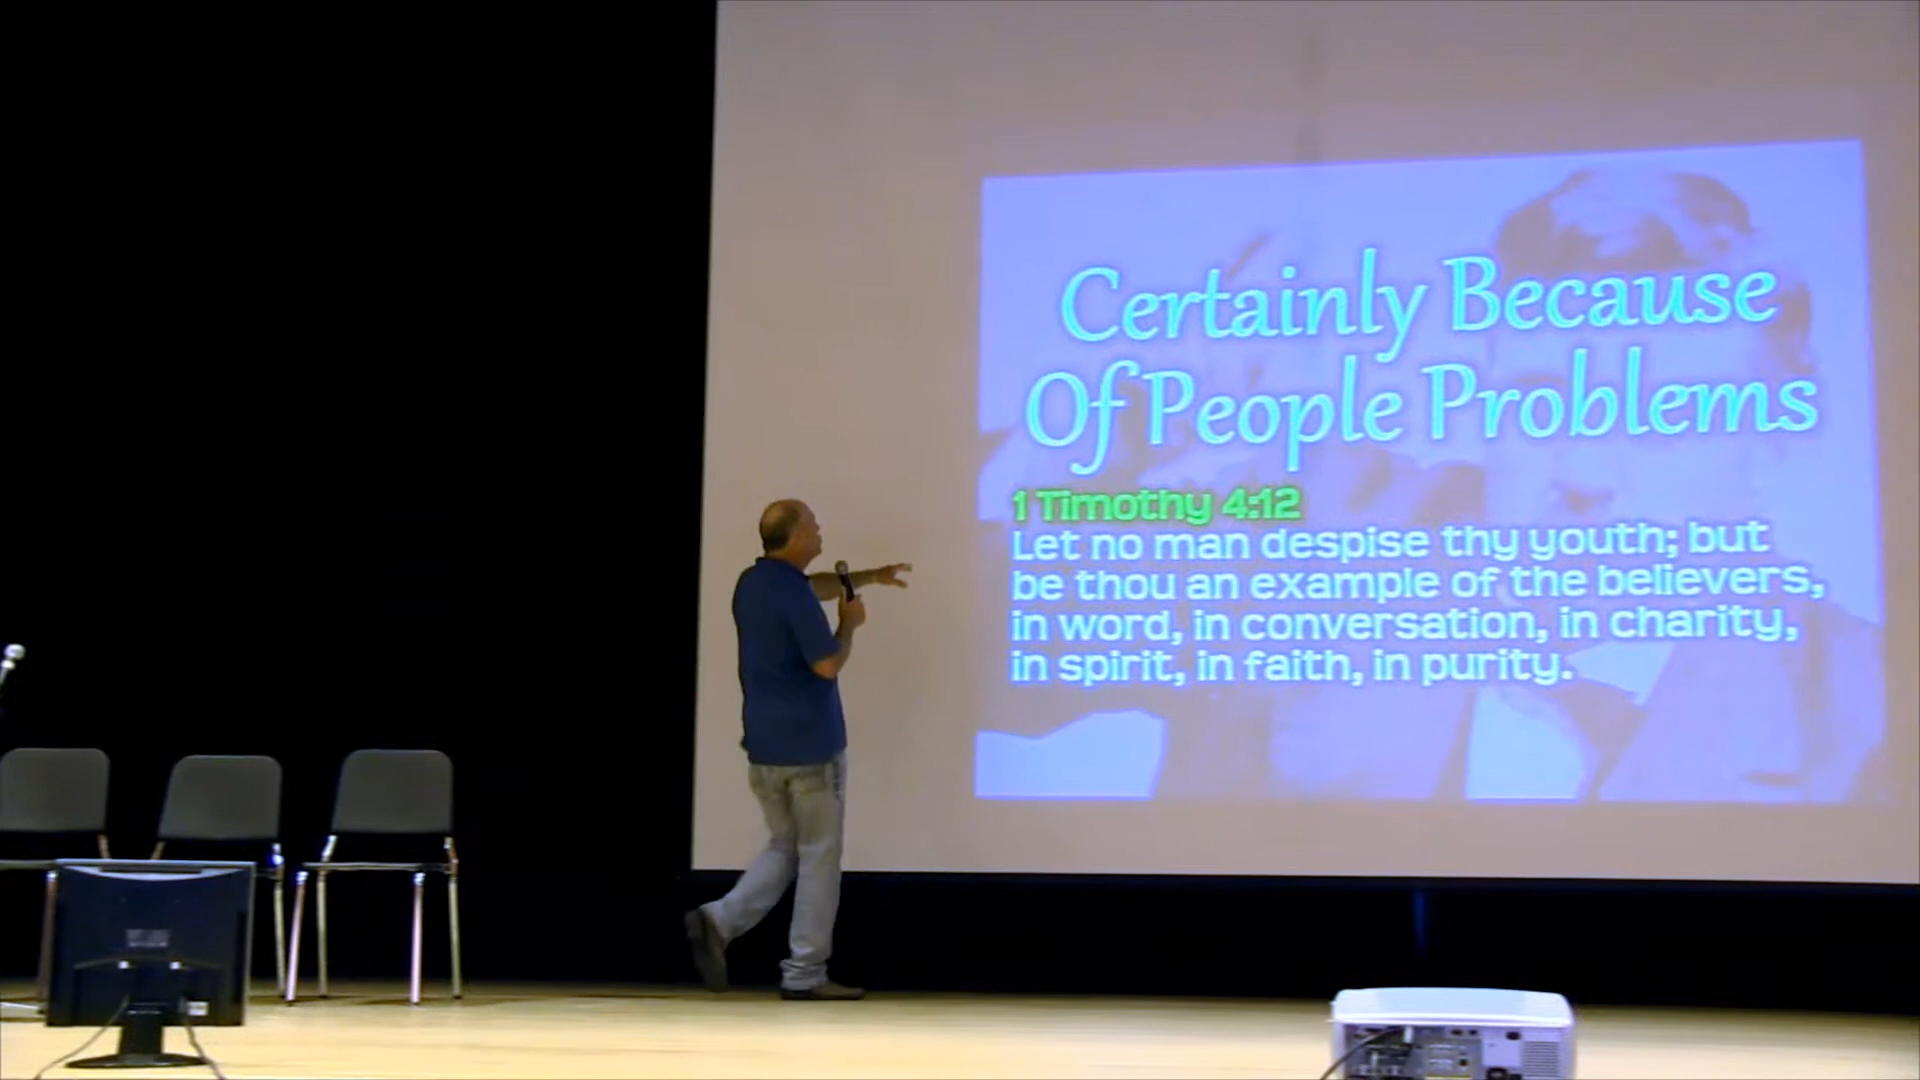 Certainly Because
Of People Problems
1 Timothy 4:12
Let no man despise thy youth; but
be thou an example of the believers,
in word, in conversation, in charity,
in spirit, in faith, in purity.